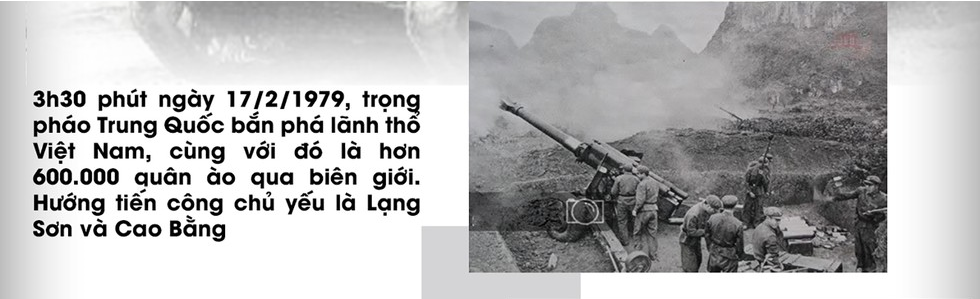 3h30 phút ngày 17/2/1979, trọng
pháo Trung Quốc bắn phá lãnh thổ
Việt Nam, cùng với đó là hơn
600.000 quân ào qua biên giới.
Hướng tiến công chủ yếu là Lạng
Sơn và Cao Bằng